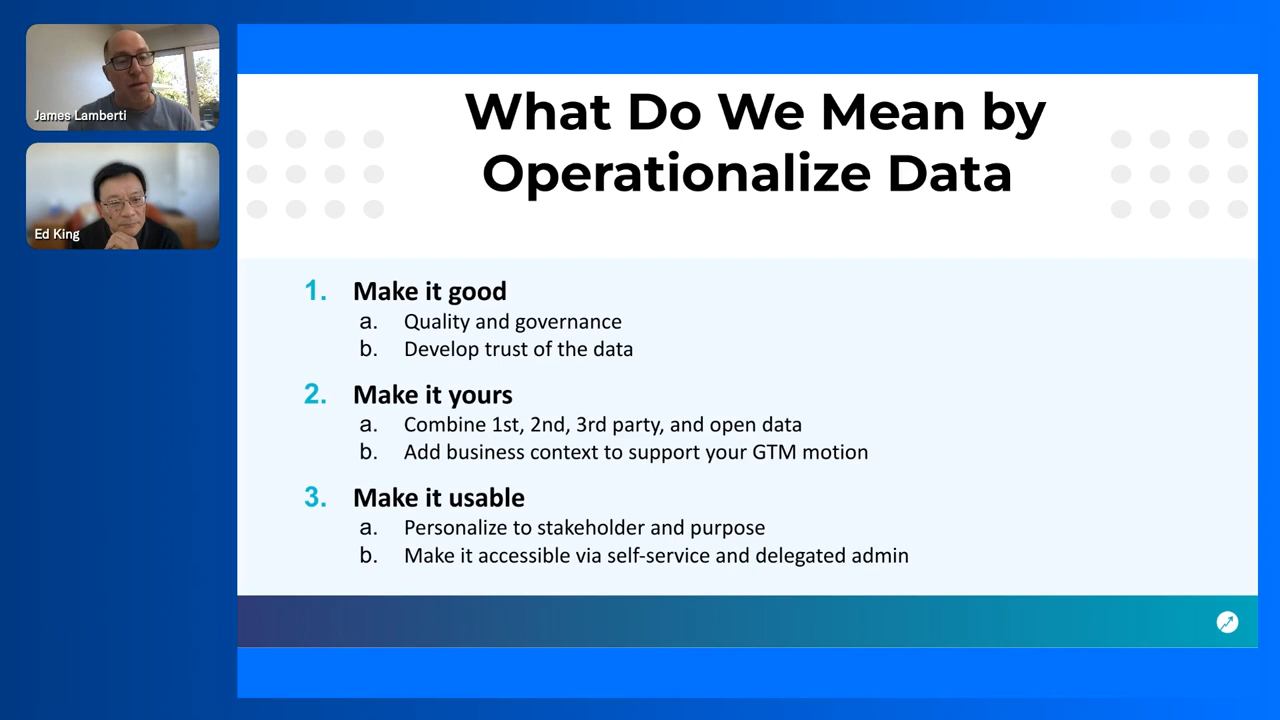 James Lamberti
Ed King
What Do We Mean by
Operationalize Data
1. Make it good
a. Quality and governance
b. Develop trust of the data
2. Make it yours
a. Combine 1st, 2nd, 3rd party, and open data
b. Add business context to support your GTM motion
3. Make it usable
a. Personalize to stakeholder and purpose
b. Make it accessible via self-service and delegated admin